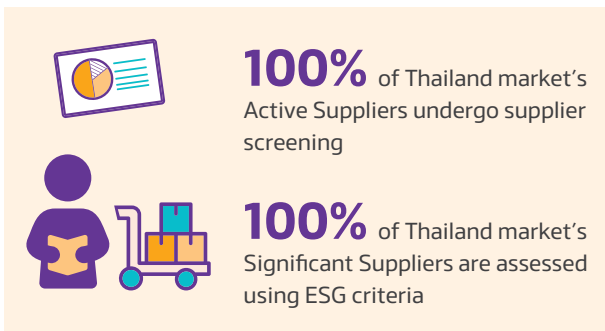 100% of Thailand market's
Active Suppliers undergo supplier
screening
100% of Thailand market's
Significant Suppliers are assessed
using ESG criteria